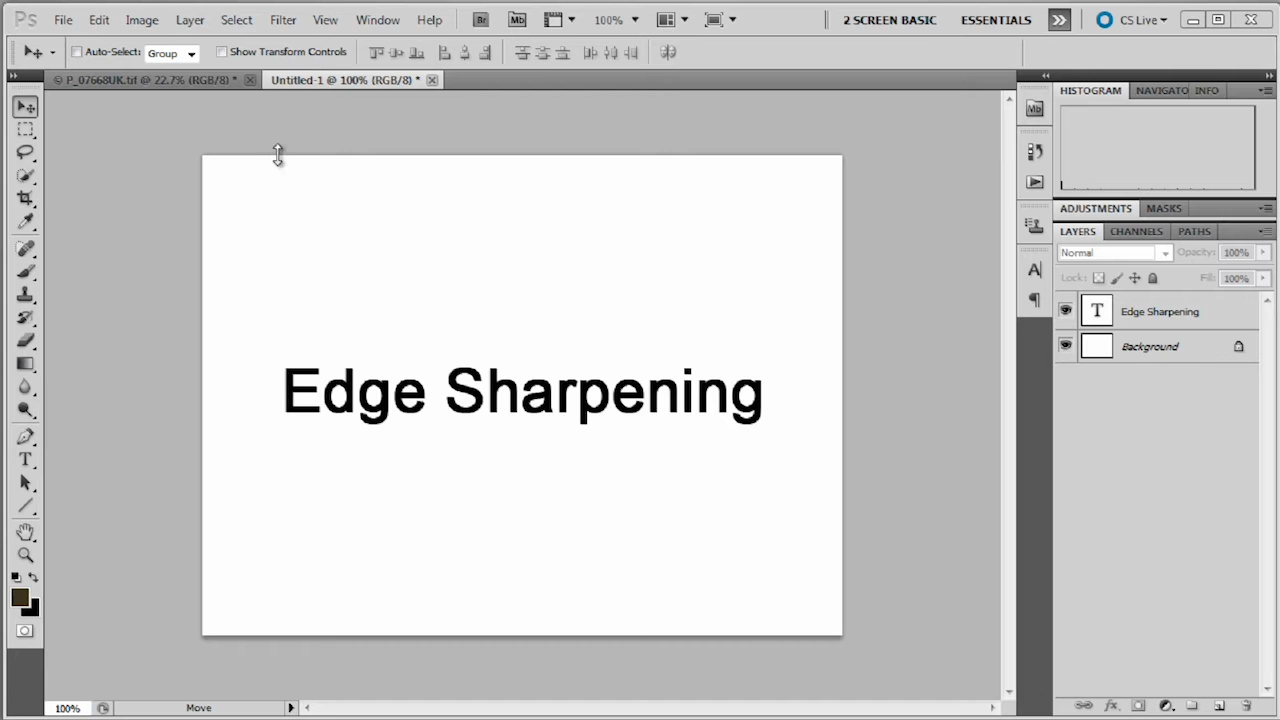 Ps File Edit Image Layer Select Filter View Window Help Br Mb 100% 2 SCREEN BASIC ESSENTIALS CS Live
Auto-Select: Group Show Transform Controls
© P_07668UK.tif @ 22.7% (RGB/8) * Untitled-1 @ 100% (RGB/8) *
HISTOGRAM NAVIGATO INFO
Mb
ADJUSTMENTS MASKS
LAYERS CHANNELS PATHS
Normal Opacity: 100%
Lock: Fill: 100%
T Edge Sharpening
Background
Edge Sharpening
100% Move